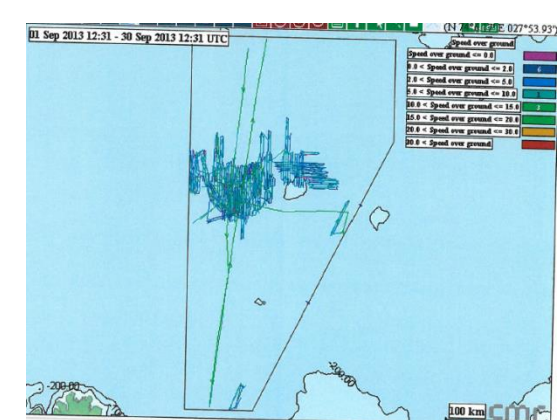 01 Sep 2013 12:31 - 30 Sep 2013 12:31 UTC
027°53.93')
Speed over ground
Speed over ground <= 0.0
0.0 < Speed over ground <= 2.0
2.0 < Speed over ground <= 5.0
5.0 < Speed over ground <= 10.0
10.0 < Speed over ground <= 15.0
15.0 < Speed over ground <= 20.0
20.0 < Speed over ground <= 30.0
30.0 < Speed over ground
-200.00
-200.00
100 km
cmr